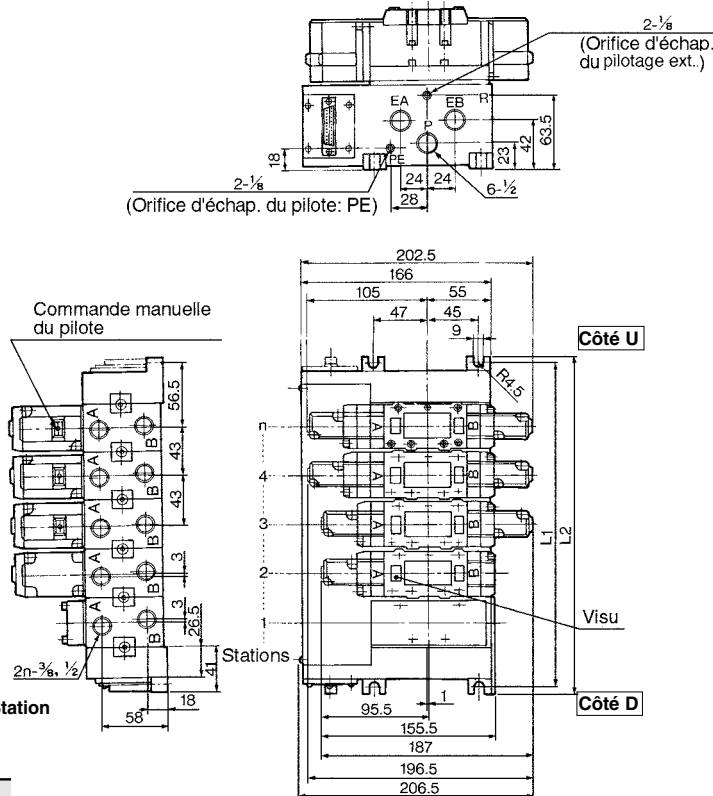 2-⅛
(Orifice d'échap.
du pilotage ext..)
EA
EB
R
P
PE
63.5
42
23
18
24
24
28
6-½
2-⅛
(Orifice d'échap. du pilote: PE)
202.5
166
105
55
47
45
9
Côté U
R4.5
Commande manuelle
du pilote
56.5
43
43
3
3
26.5
41
A
B
A
B
A
B
A
B
A
B
2n-⅜, ½
18
58
Station
n
4
3
2
1
Stations
A
B
A
B
A
B
A
B
L1
L2
Visu
Côté D
1
95.5
155.5
187
196.5
206.5